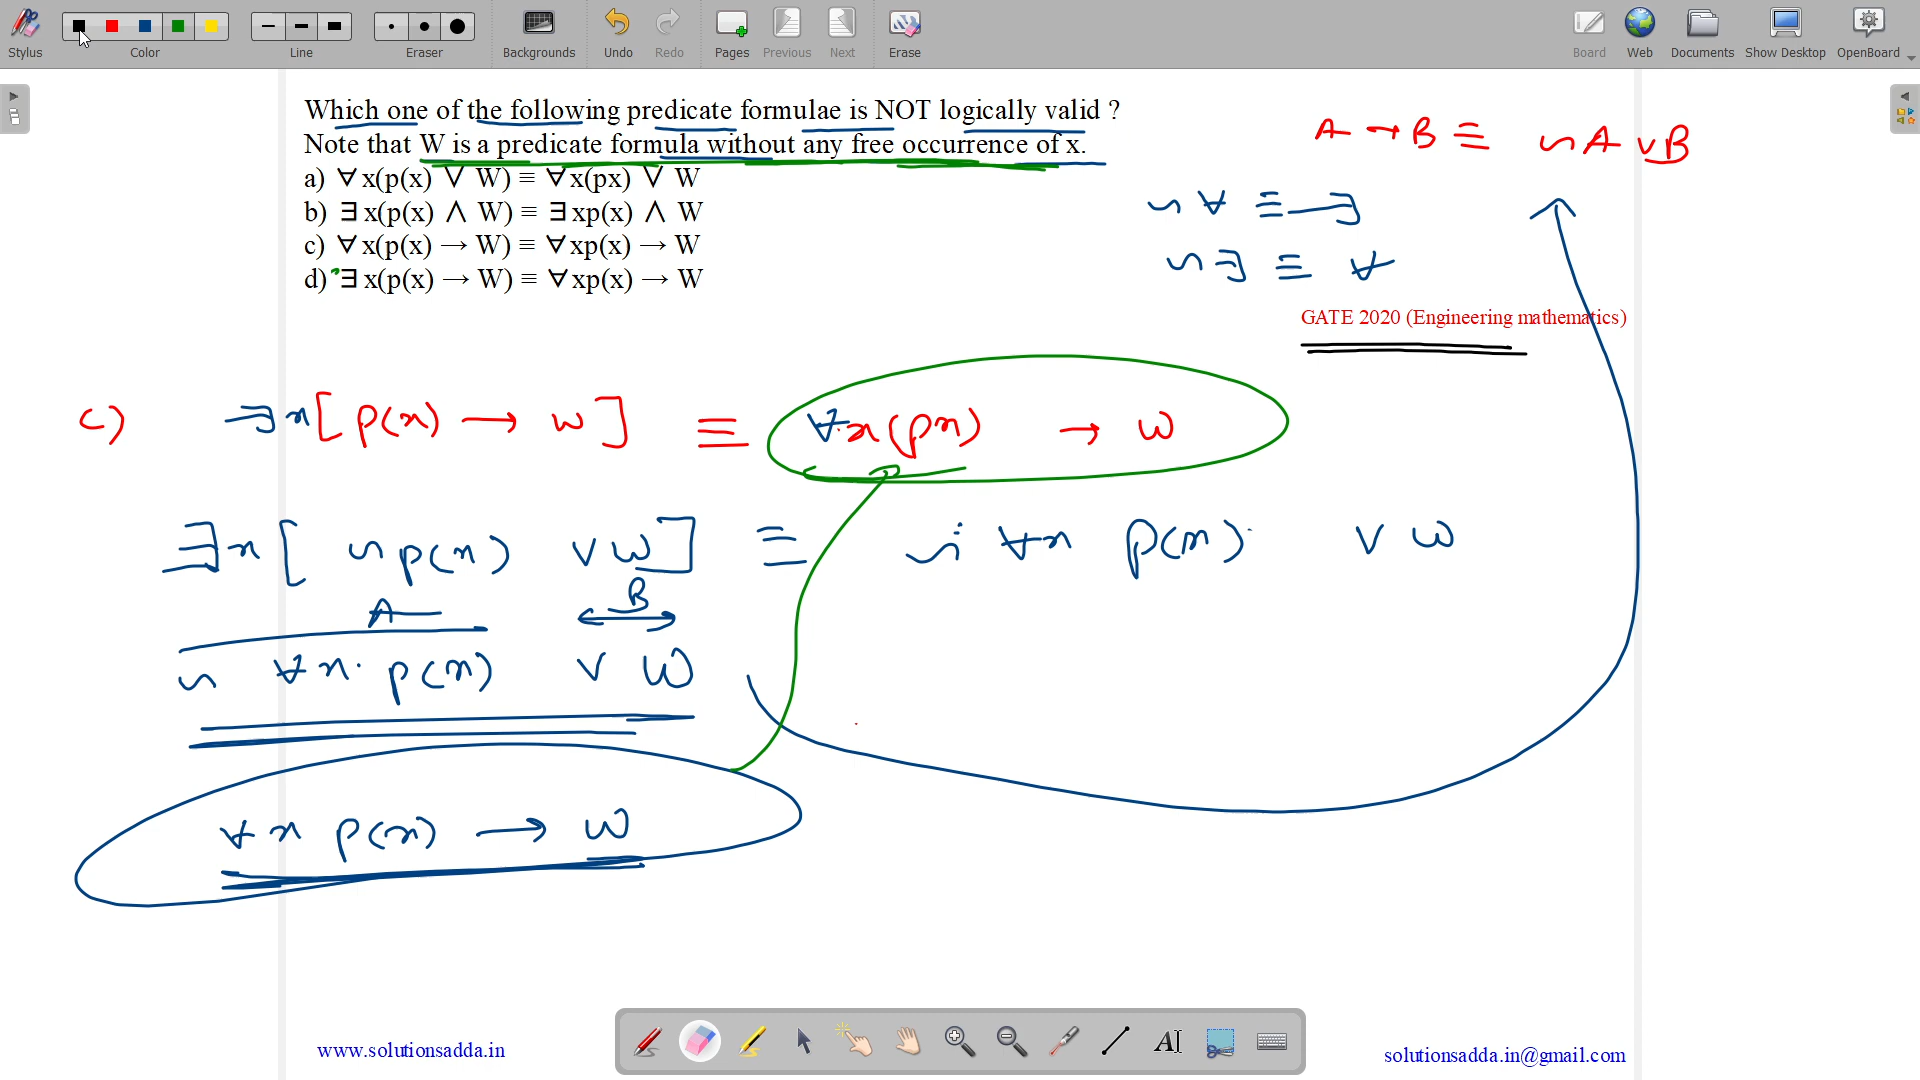 Stylus Color Line Eraser Backgrounds Undo Redo Pages Previous Next Erase Board Web Documents Show Desktop OpenBoard
Which one of the following predicate formulae is NOT logically valid ?
Note that W is a predicate formula without any free occurrence of x.
a) ∀x(p(x) ∨ W) ≡ ∀x(px) ∨ W
b) ∃x(p(x) ∧ W) ≡ ∃xp(x) ∧ W
c) ∀x(p(x) → W) ≡ ∀xp(x) → W
d) ∃x(p(x) → W) ≡ ∀xp(x) → W
A → B ≡ ~A ∨ B
~∀ ≡ ∃
~∃ ≡ ∀
GATE 2020 (Engineering mathematics)
c) ∃x[p(x) → w] ≡ ∀x(px) → w
∃x[~p(x) ∨ w] ≡ ~∀x p(x) ∨ w
A B
~∀x p(x) ∨ w
∀x p(x) → w
www.solutionsadda.in
solutionsadda.in@gmail.com